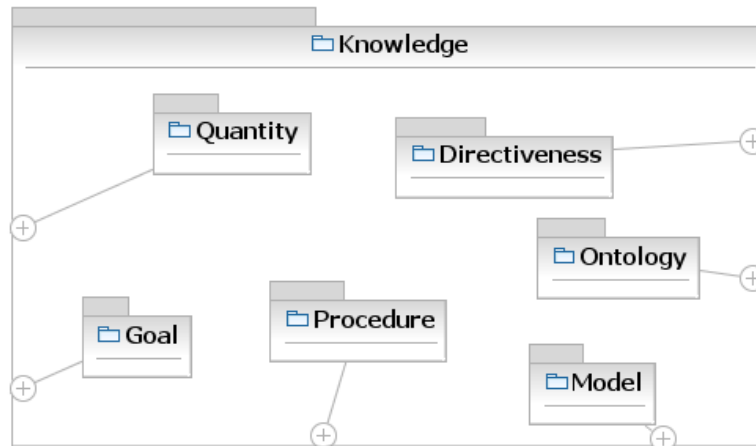 Knowledge
Quantity
Directiveness
Ontology
Goal
Procedure
Model